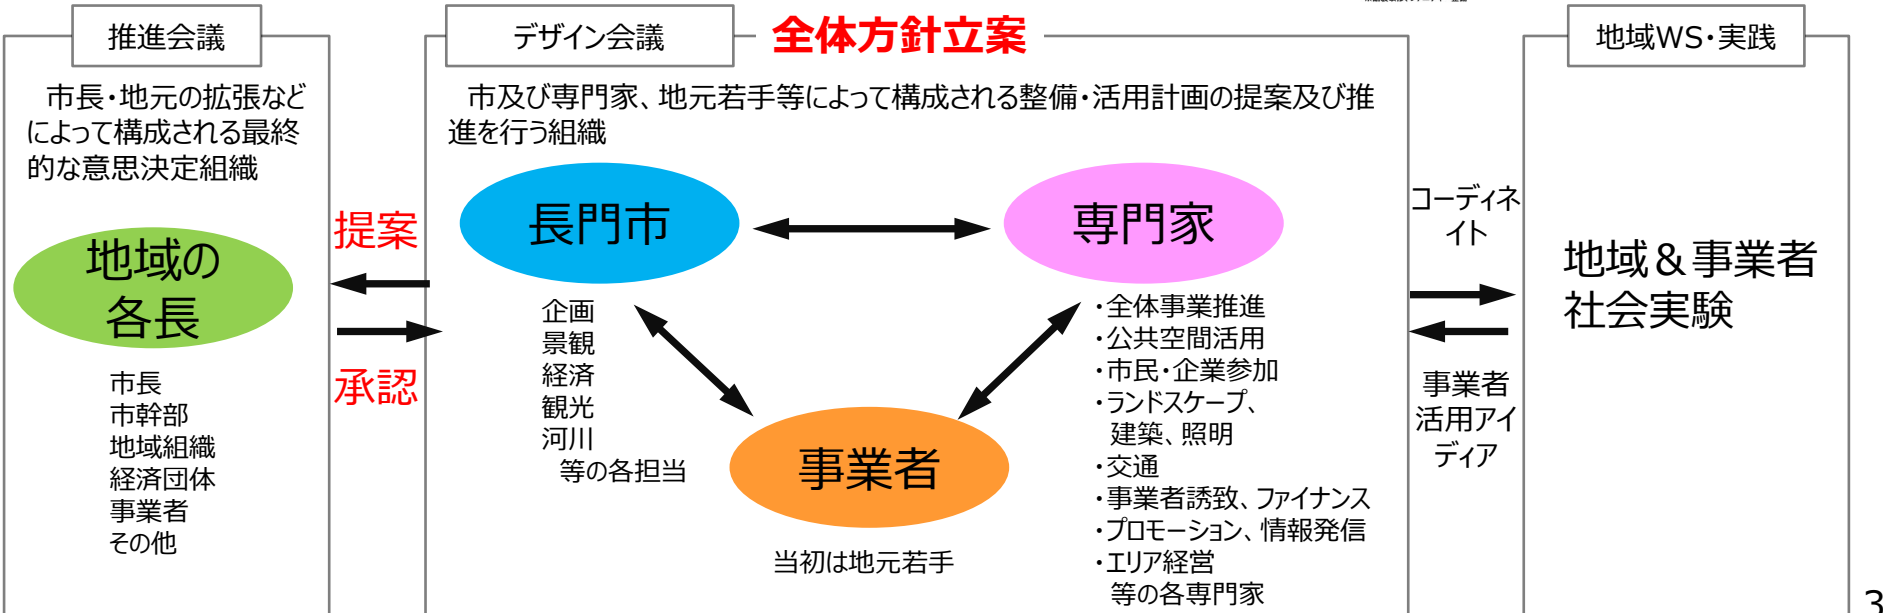 推進会議
市長・地元の拡張など
によって構成される最終
的な意思決定組織
地域の
各長
市長
市幹部
地域組織
経済団体
事業者
その他
提案
承認
デザイン会議
全体方針立案
市及び専門家、地元若手等によって構成される整備・活用計画の提案及び推
進を行う組織
長門市
企画
景観
経済
観光
河川
等の各担当
専門家
・全体事業推進
・公共空間活用
・市民・企業参加
・ランドスケープ、
建築、照明
・交通
・事業者誘致、ファイナンス
・プロモーション、情報発信
・エリア経営
等の各専門家
事業者
当初は地元若手
コーディネ
イト
事業者
活用アイ
ディア
地域WS・実践
地域＆事業者
社会実験
3